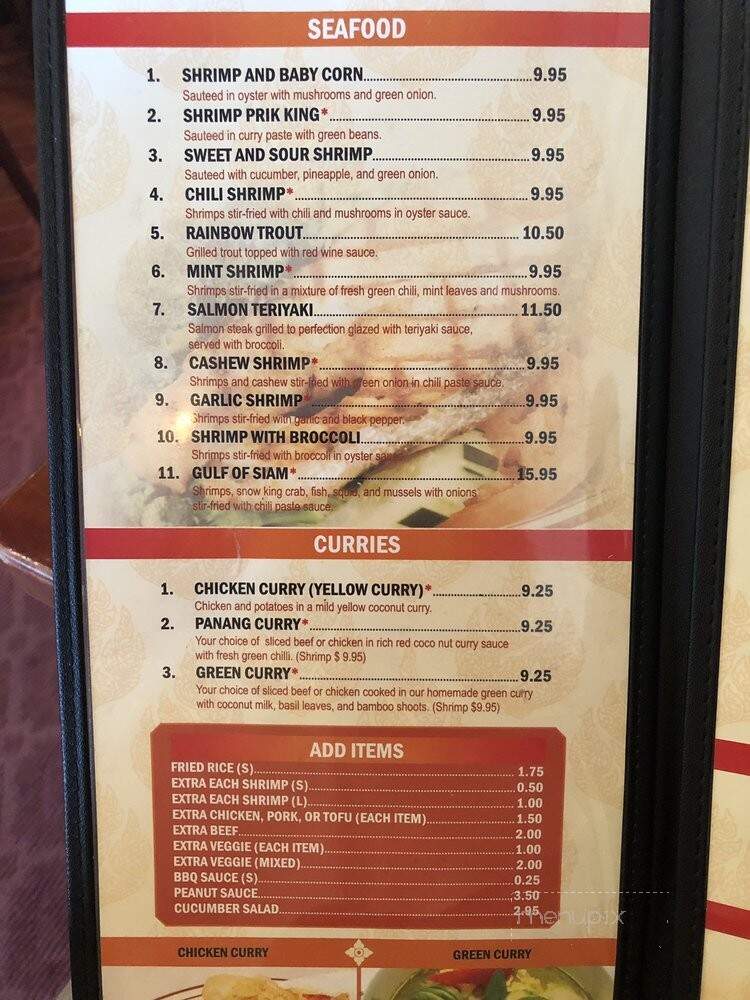 SEAFOOD
1. SHRIMP AND BABY CORN 9.95
Sauteed in oyster with mushrooms and green onion.
2. SHRIMP PRIK KING* 9.95
Sauteed in curry paste with green beans.
3. SWEET AND SOUR SHRIMP 9.95
Sauteed with cucumber, pineapple, and green onion.
4. CHILI SHRIMP* 9.95
Shrimps stir-fried with chili and mushrooms in oyster sauce.
5. RAINBOW TROUT 10.50
Grilled trout topped with red wine sauce.
6. MINT SHRIMP* 9.95
Shrimps stir-fried in a mixture of fresh green chili, mint leaves and mushrooms.
7. SALMON TERIYAKI 11.50
Salmon steak grilled to perfection glazed with teriyaki sauce,
served with broccoli.
8. CASHEW SHRIMP* 9.95
Shrimps and cashew stir-fried with green onion in chili paste sauce.
9. GARLIC SHRIMP* 9.95
Shrimps stir-fried with garlic and black pepper.
10. SHRIMP WITH BROCCOLI 9.95
Shrimps stir-fried with broccoli in oyster sauce.
11. GULF OF SIAM* 15.95
Shrimps, snow king crab, fish, squid, and mussels with onions
stir-fried with chili paste sauce.
CURRIES
1. CHICKEN CURRY (YELLOW CURRY)* 9.25
Chicken and potatoes in a mild yellow coconut curry.
2. PANANG CURRY* 9.25
Your choice of sliced beef or chicken in rich red coco nut curry sauce
with fresh green chilli. (Shrimp $ 9.95)
3. GREEN CURRY* 9.25
Your choice of sliced beef or chicken cooked in our homemade green curry
with coconut milk, basil leaves, and bamboo shoots. (Shrimp $9.95)
ADD ITEMS
FRIED RICE (S) 1.75
EXTRA EACH SHRIMP (S) 0.50
EXTRA EACH SHRIMP (L) 1.00
EXTRA CHICKEN, PORK, OR TOFU (EACH ITEM) 1.50
EXTRA BEEF 2.00
EXTRA VEGGIE (EACH ITEM) 1.00
EXTRA VEGGIE (MIXED) 2.00
BBQ SAUCE (S) 0.25
PEANUT SAUCE 3.50
CUCUMBER SALAD 2.95
menupix
CHICKEN CURRY GREEN CURRY